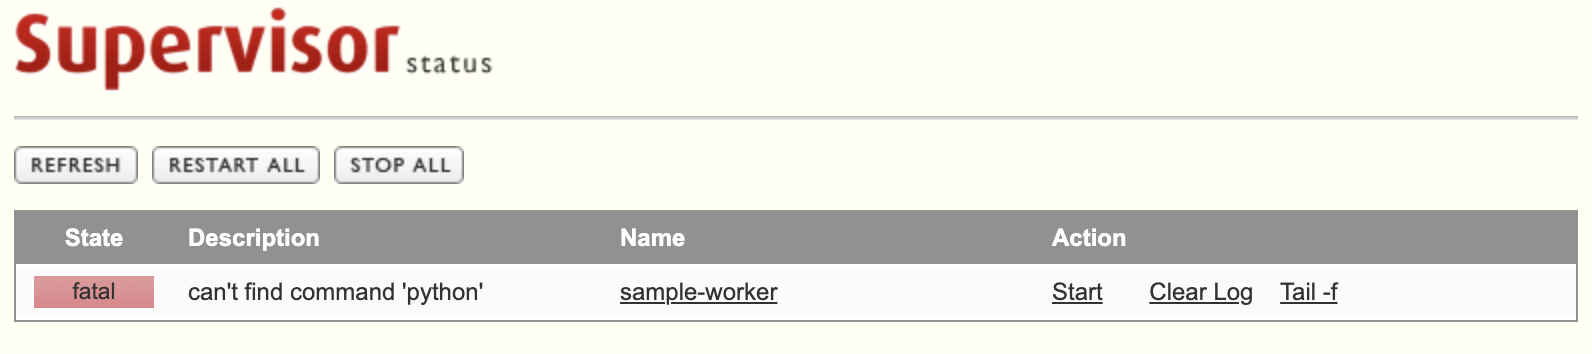 Supervisor status
REFRESH RESTART ALL STOP ALL
State Description Name Action
fatal can't find command 'python' sample-worker Start Clear Log Tail -f